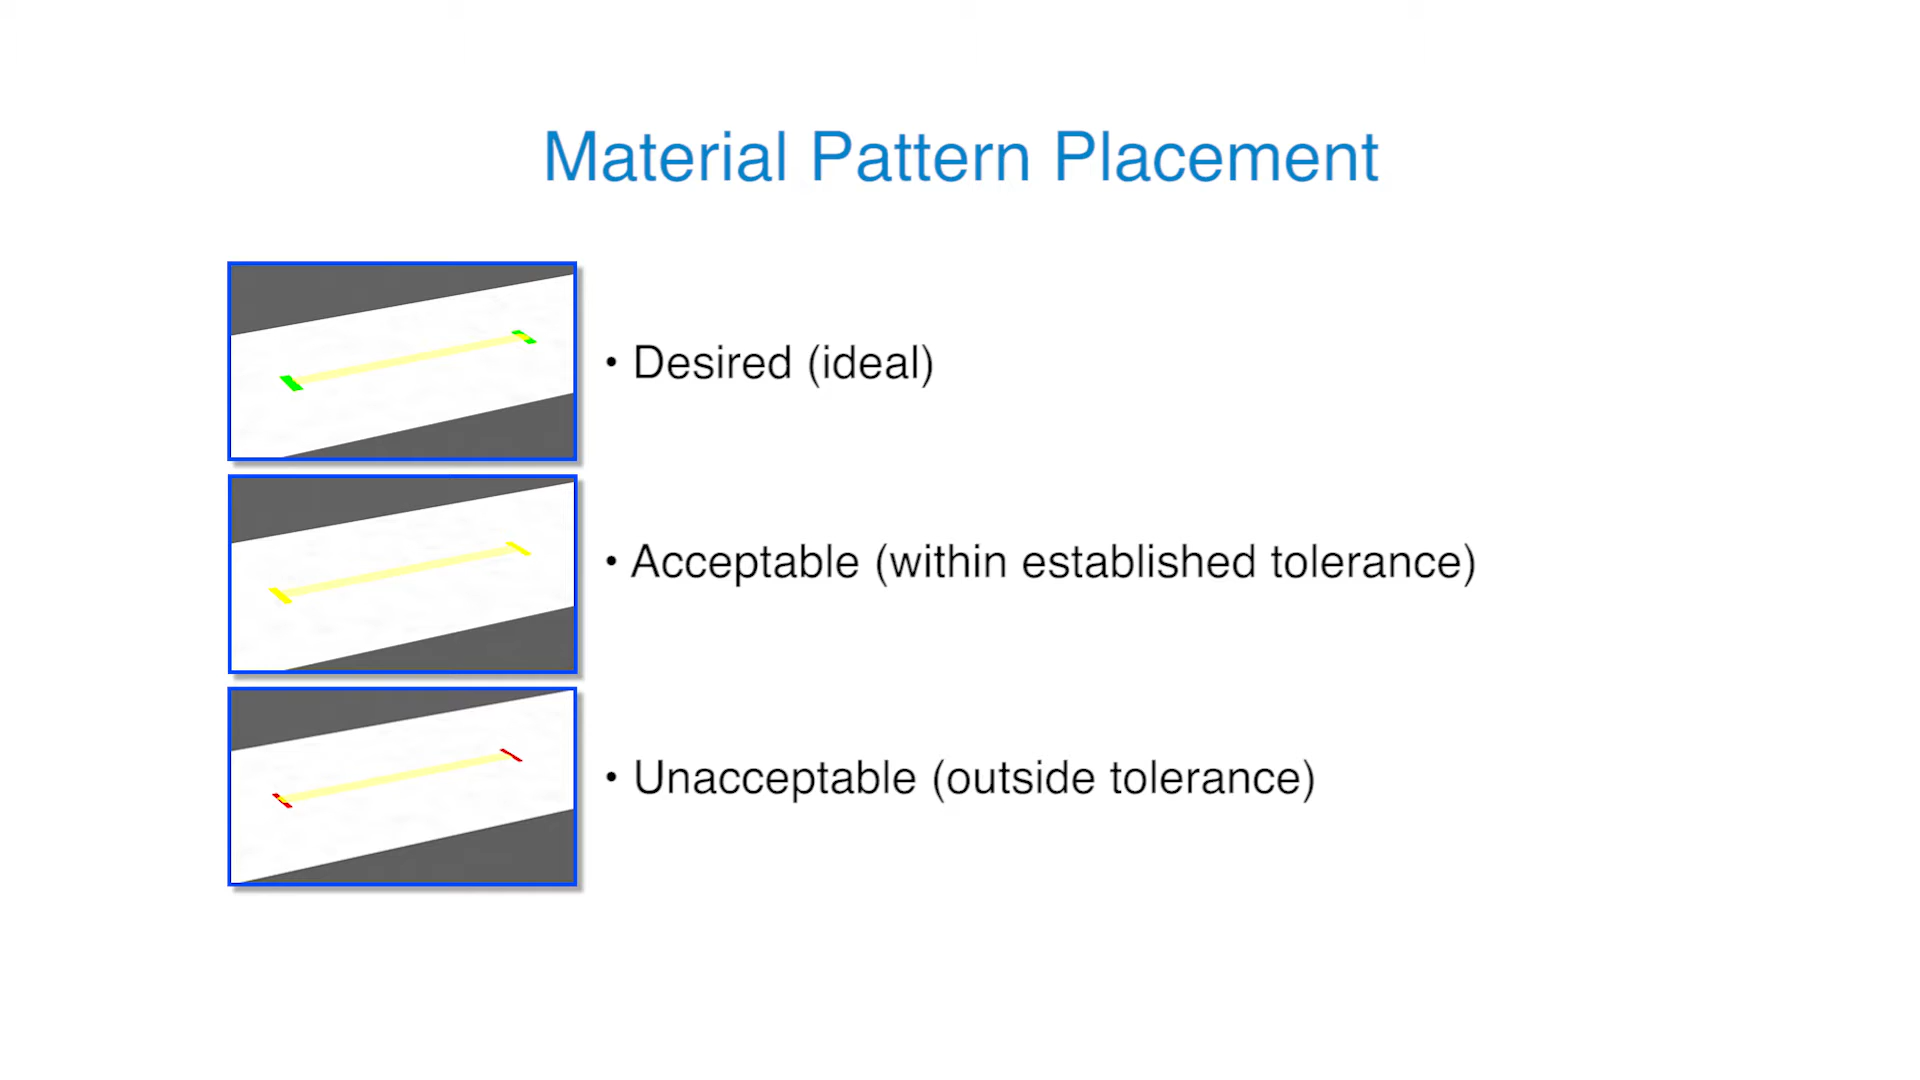 Material Pattern Placement
• Desired (ideal)
• Acceptable (within established tolerance)
• Unacceptable (outside tolerance)